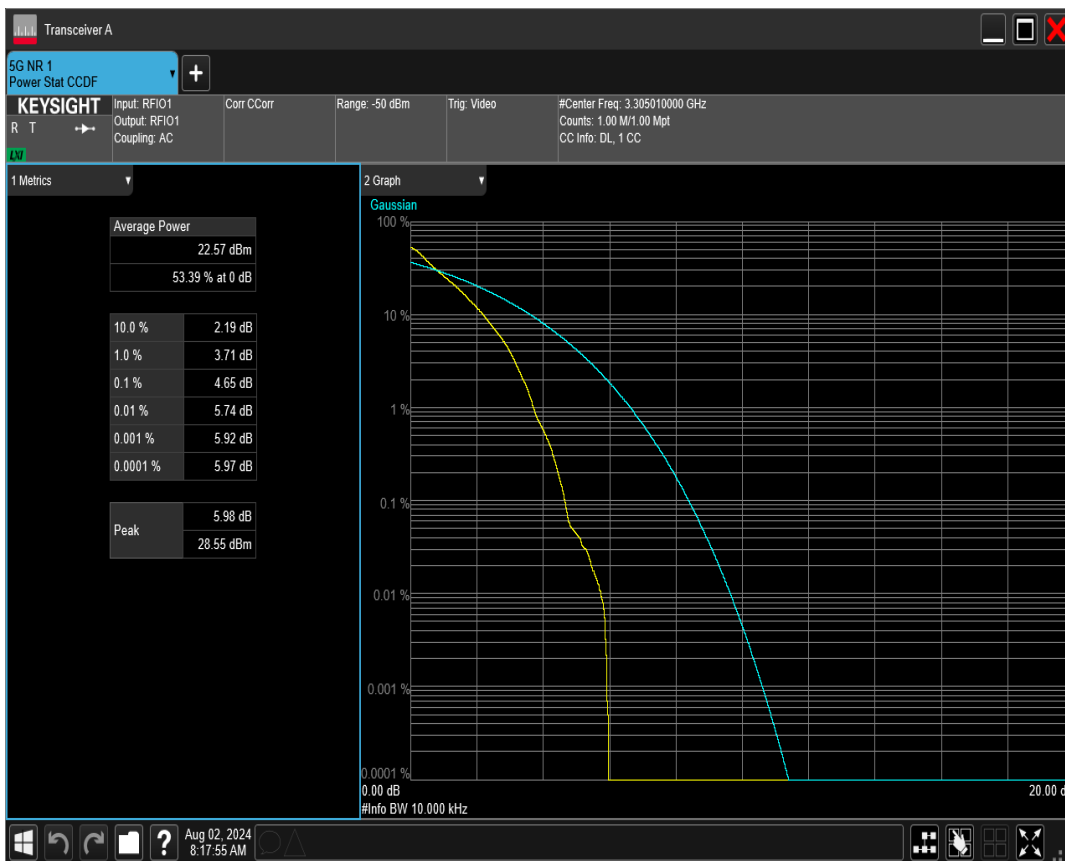 Transceiver A
5G NR 1
Power Stat CCDF
KEYSIGHT
R T
LXI
Input: RFIO1
Output: RFIO1
Coupling: AC
Corr CCorr
Range: -50 dBm
Trig: Video
#Center Freq: 3.305010000 GHz
Counts: 1.00 M/1.00 Mpt
CC Info: DL, 1 CC
1 Metrics
Average Power
22.57 dBm
53.39 % at 0 dB
10.0 % 2.19 dB
1.0 % 3.71 dB
0.1 % 4.65 dB
0.01 % 5.74 dB
0.001 % 5.92 dB
0.0001 % 5.97 dB
Peak 5.98 dB
28.55 dBm
2 Graph
Gaussian
100 %
10 %
1 %
0.1 %
0.01 %
0.001 %
0.0001 %
0.00 dB 20.00 d
#Info BW 10.000 kHz
? Aug 02, 2024
8:17:55 AM